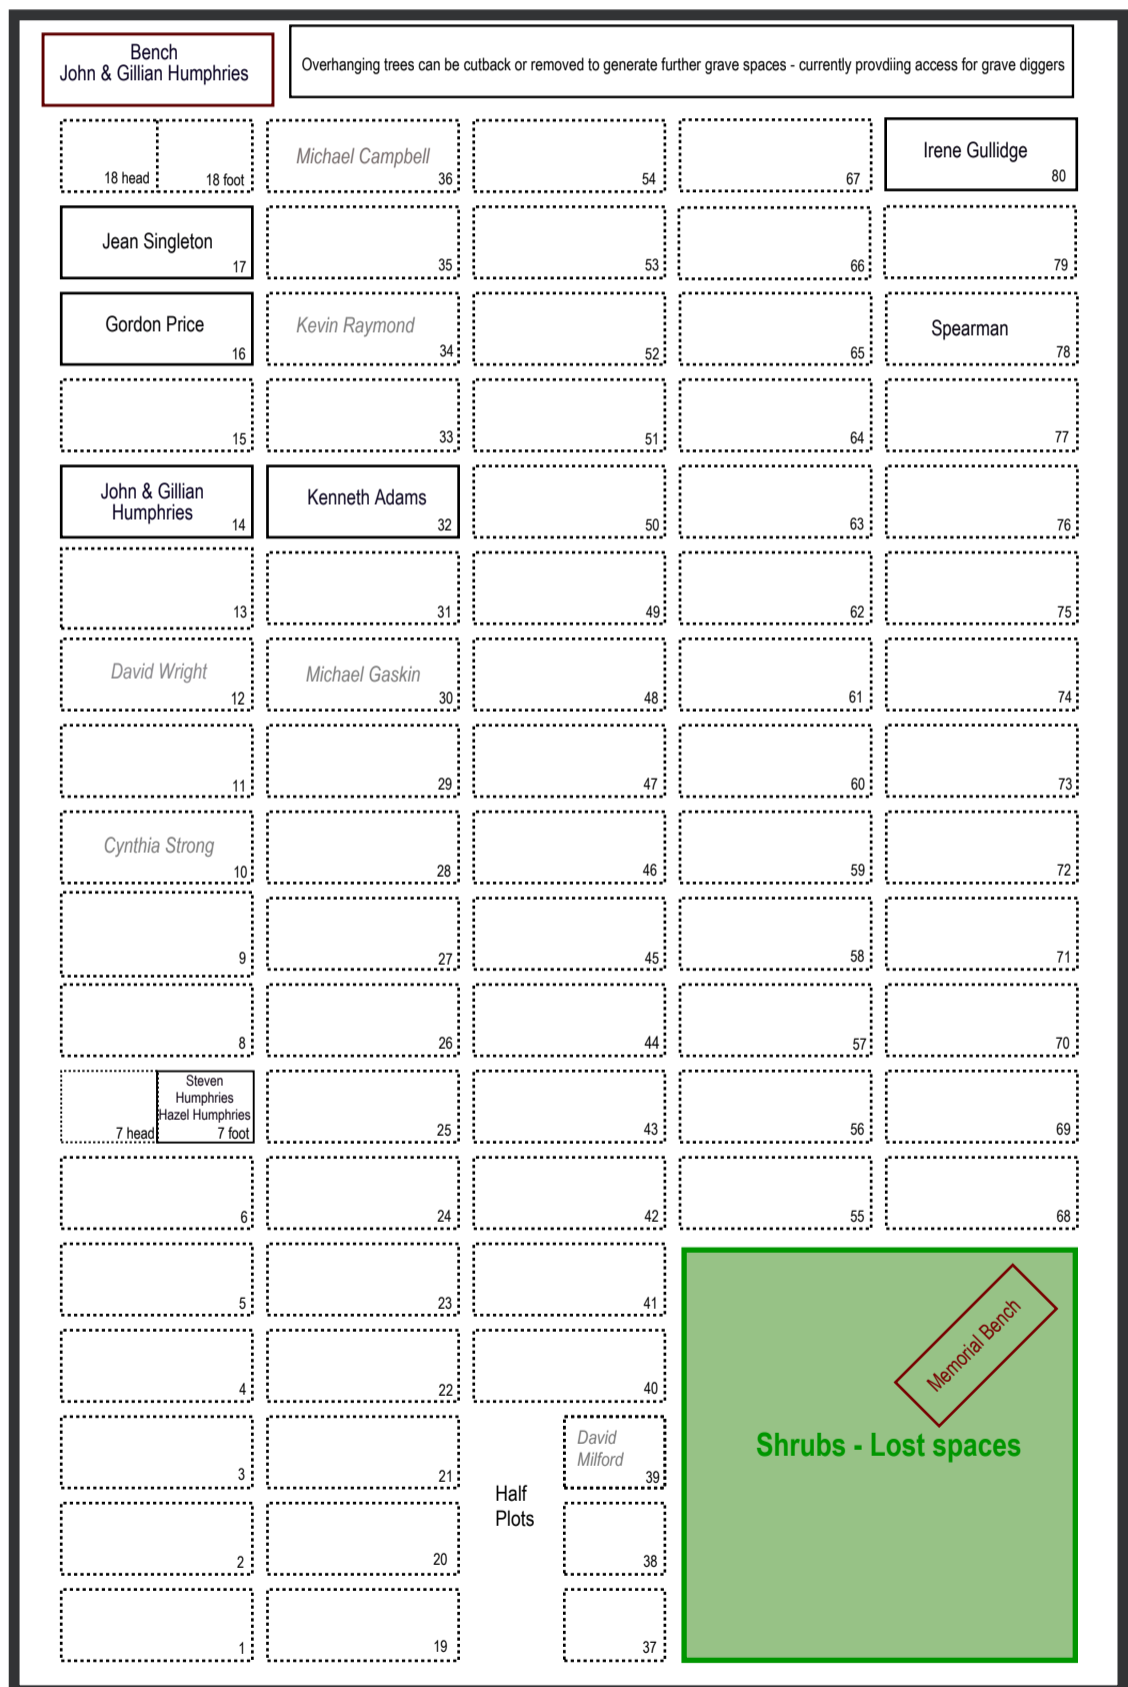 Bench
John & Gillian Humphries
Overhanging trees can be cutback or removed to generate further grave spaces - currently provdiing access for grave diggers
18 head
18 foot
Michael Campbell
36
54
67
Irene Gullidge
80
Jean Singleton
17
35
53
66
79
Gordon Price
16
Kevin Raymond
34
52
65
Spearman
78
15
33
51
64
77
John & Gillian
Humphries
14
Kenneth Adams
32
50
63
76
13
31
49
62
75
David Wright
12
Michael Gaskin
30
48
61
74
11
29
47
60
73
Cynthia Strong
10
28
46
59
72
9
27
45
58
71
8
26
44
57
70
7 head
Steven
Humphries
Hazel Humphries
7 foot
25
43
56
69
6
24
42
55
68
5
23
41
4
22
40
Memorial Bench
Shrubs - Lost spaces
3
21
Half
Plots
David
Milford
39
2
20
38
1
19
37